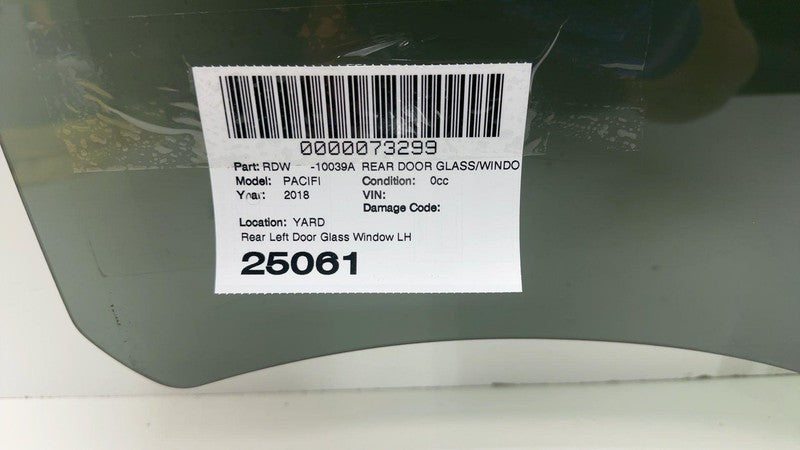 0000073299
Part: RDW -10039A REAR DOOR GLASS/WINDO
Model: PACIFI Condition: 0cc
Year: 2018 VIN:
Damage Code:
Location: YARD
Rear Left Door Glass Window LH
25061